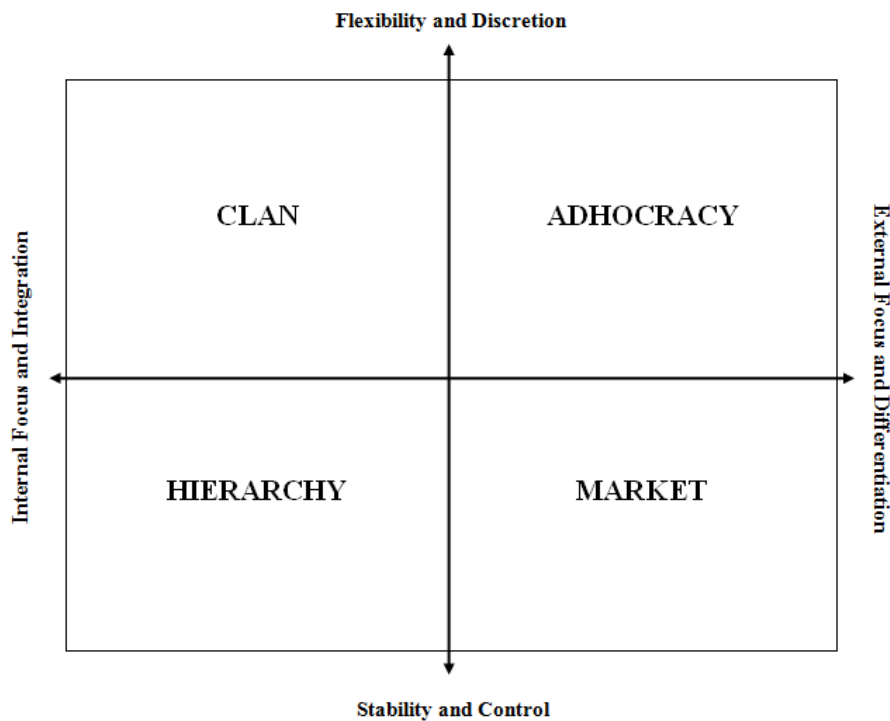 Flexibility and Discretion
CLAN
ADHOCRACY
Internal Focus and Integration
External Focus and Differentiation
HIERARCHY
MARKET
Stability and Control